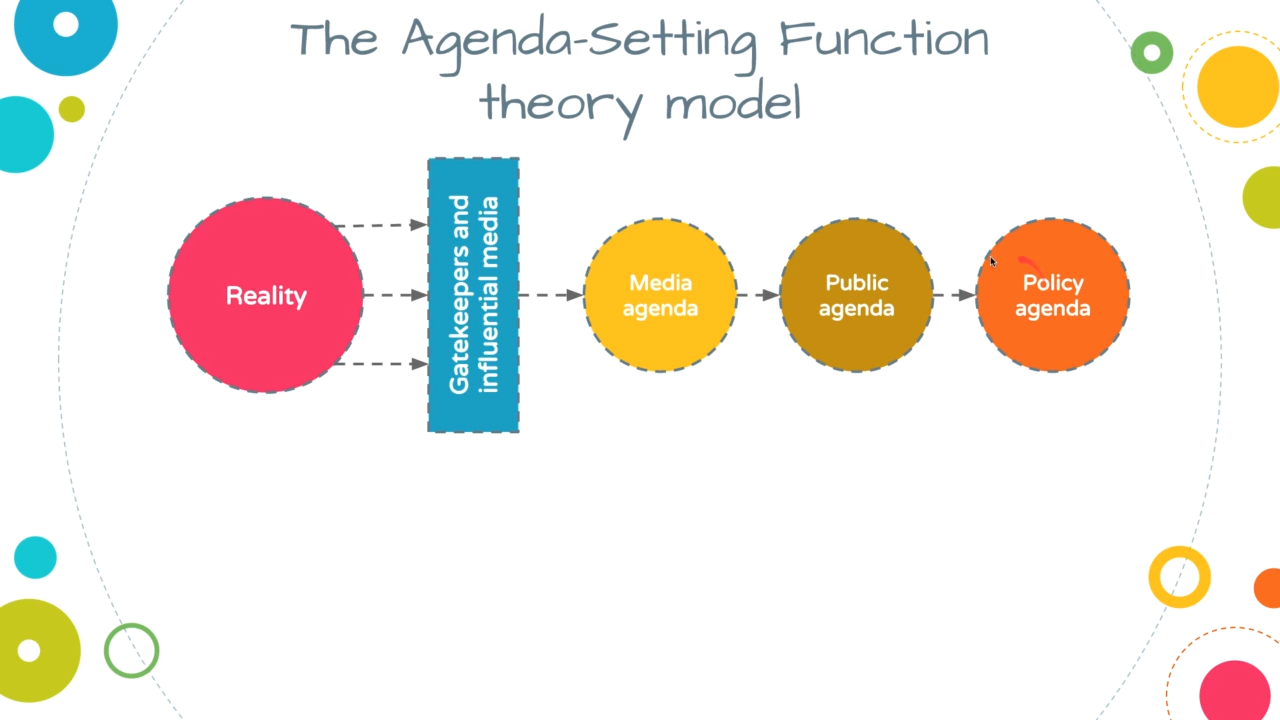 The Agenda-Setting Function
theory model
Reality
Gatekeepers and
influential media
Media
agenda
Public
agenda
Policy
agenda